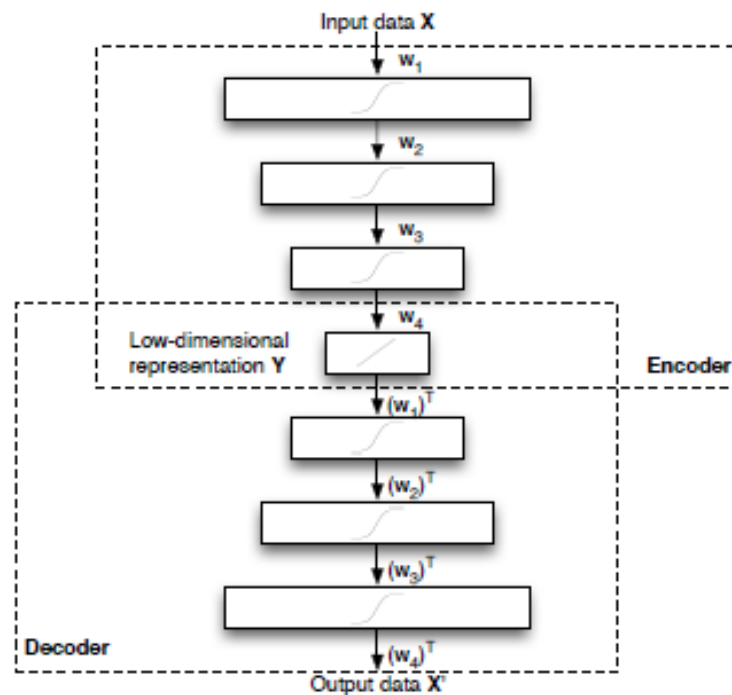 Input data X
w1
w2
w3
w4
Low-dimensional
representation Y
Encoder
(w1)T
(w2)T
(w3)T
Decoder
(w4)T
Output data X'